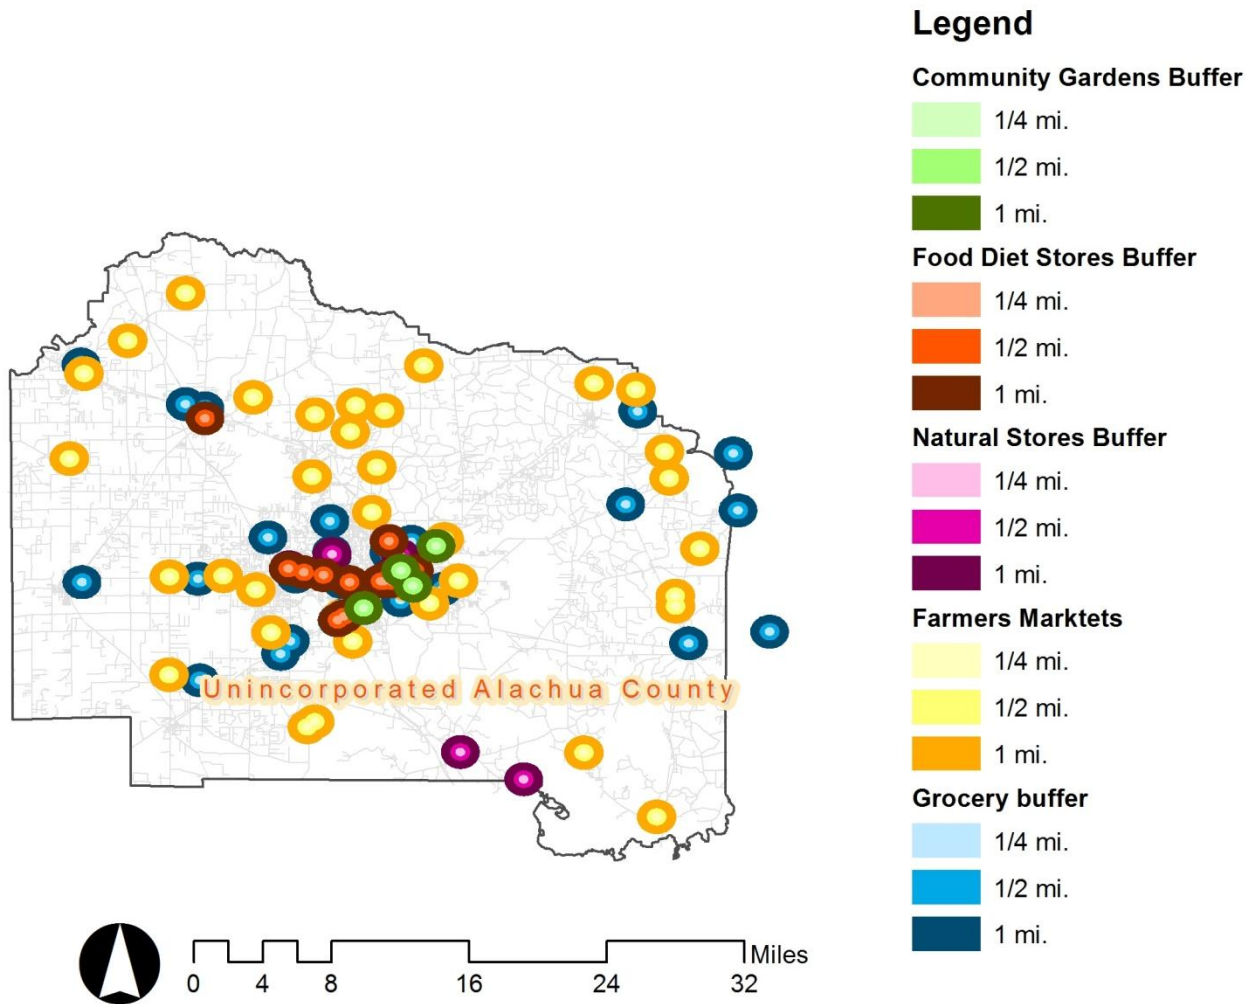 Legend
Community Gardens Buffer
1/4 mi.
1/2 mi.
1 mi.
Food Diet Stores Buffer
1/4 mi.
1/2 mi.
1 mi.
Natural Stores Buffer
1/4 mi.
1/2 mi.
1 mi.
Farmers Marktets
1/4 mi.
1/2 mi.
1 mi.
Grocery buffer
1/4 mi.
1/2 mi.
1 mi.
Unincorporated Alachua County
Miles
0 4 8 16 24 32